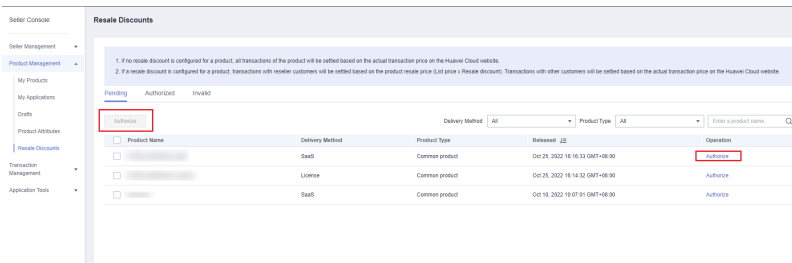 Seller Console
Resale Discounts
Seller Management
Product Management
My Products
My Applications
Drafts
Product Attributes
Resale Discounts
Transaction
Management
Application Tools
1. If no resale discount is configured for a product, all transactions of the product will be settled based on the actual transaction price on the Huawei Cloud website.
2. If a resale discount is configured for a product, transactions with reseller customers will be settled based on the product resale price (List price x Resale discount). Transactions with other customers will be settled based on the actual transaction price on the Huawei Cloud website.
Pending Authorized Invalid
Authorize Delivery Method All Product Type All Enter a product name.
Product Name Delivery Method Product Type Released Operation
SaaS Common product Oct 25, 2022 16:16:33 GMT+08:00 Authorize
License Common product Oct 25, 2022 16:14:32 GMT+08:00 Authorize
SaaS Common product Oct 10, 2022 10:07:01 GMT+08:00 Authorize